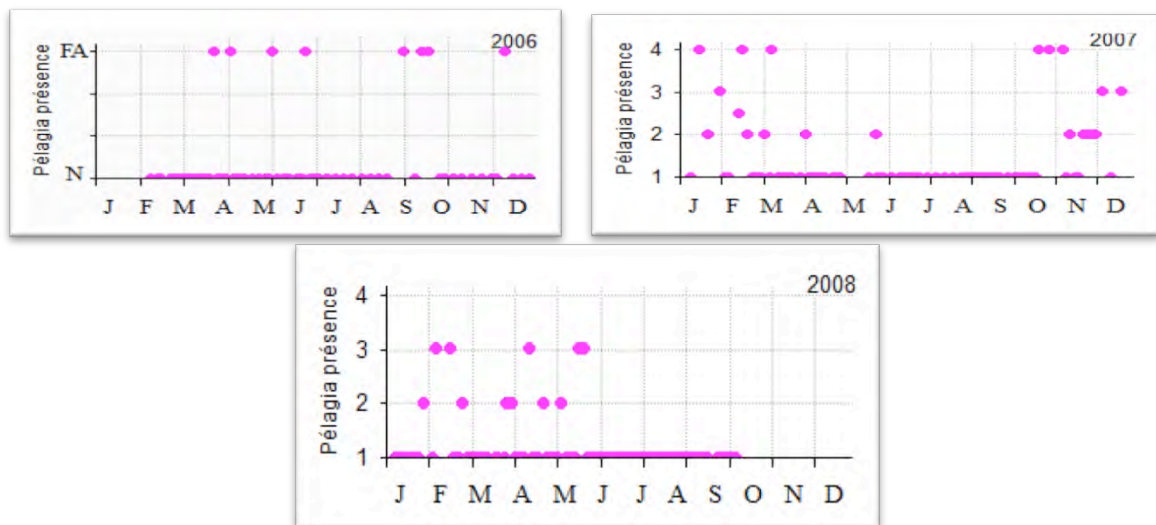 2006
Pélagia présence
FA
N
J F M A M J J A S O N D
2007
Pélagia présence
4
3
2
1
J F M A M J J A S O N D
2008
Pélagia présence
4
3
2
1
J F M A M J J A S O N D